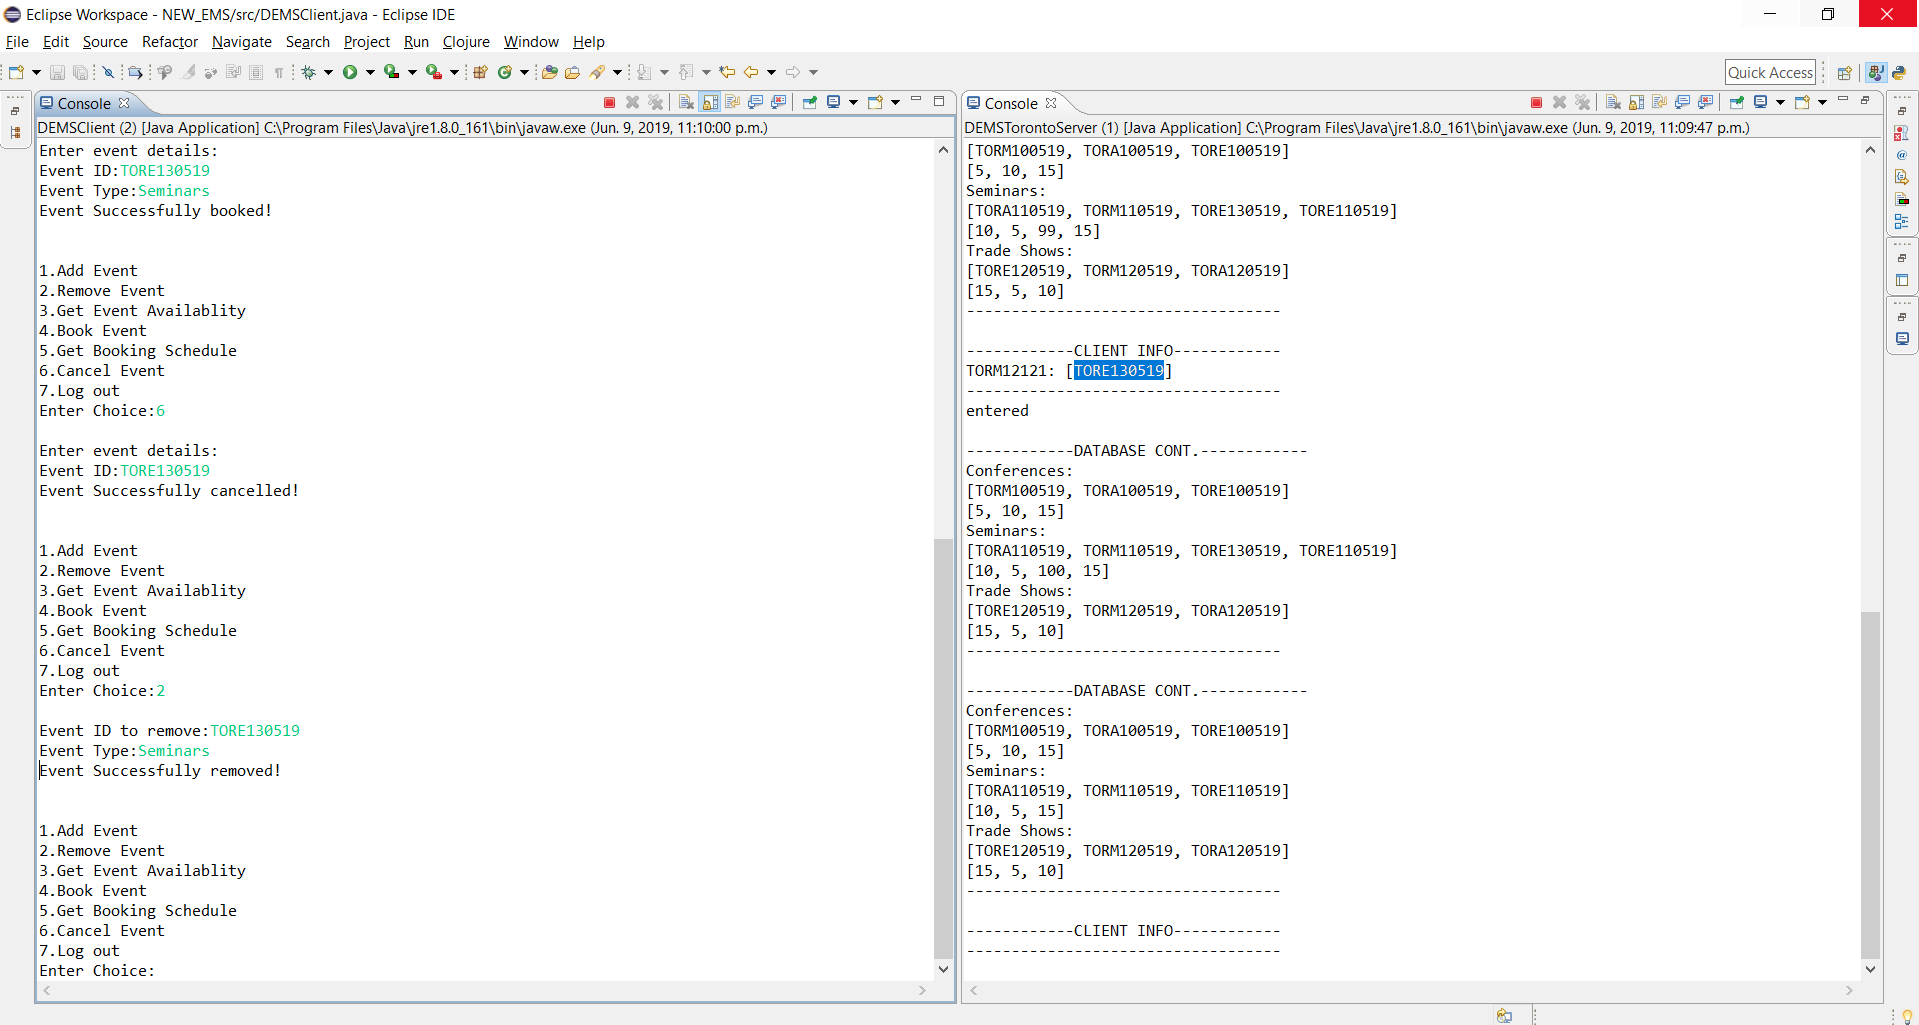 Eclipse Workspace - NEW_EMS/src/DEMSClient.java - Eclipse IDE
File Edit Source Refactor Navigate Search Project Run Clojure Window Help
Quick Access
Console
DEMSClient (2) [Java Application] C:\Program Files\Java\jre1.8.0_161\bin\javaw.exe (Jun. 9, 2019, 11:10:00 p.m.)
Enter event details:
Event ID:TORE130519
Event Type:Seminars
Event Successfully booked!
1.Add Event
2.Remove Event
3.Get Event Availablity
4.Book Event
5.Get Booking Schedule
6.Cancel Event
7.Log out
Enter Choice:6
Enter event details:
Event ID:TORE130519
Event Successfully cancelled!
1.Add Event
2.Remove Event
3.Get Event Availablity
4.Book Event
5.Get Booking Schedule
6.Cancel Event
7.Log out
Enter Choice:2
Event ID to remove:TORE130519
Event Type:Seminars
Event Successfully removed!
1.Add Event
2.Remove Event
3.Get Event Availablity
4.Book Event
5.Get Booking Schedule
6.Cancel Event
7.Log out
Enter Choice:
Console
DEMSTorontoServer (1) [Java Application] C:\Program Files\Java\jre1.8.0_161\bin\javaw.exe (Jun. 9, 2019, 11:09:47 p.m.)
[TORM100519, TORA100519, TORE100519]
[5, 10, 15]
Seminars:
[TORA110519, TORM110519, TORE130519, TORE110519]
[10, 5, 99, 15]
Trade Shows:
[TORE120519, TORM120519, TORA120519]
[15, 5, 10]
-----------------------------------
------------CLIENT INFO------------
TORM12121: [TORE130519]
-----------------------------------
entered
------------DATABASE CONT.------------
Conferences:
[TORM100519, TORA100519, TORE100519]
[5, 10, 15]
Seminars:
[TORA110519, TORM110519, TORE130519, TORE110519]
[10, 5, 100, 15]
Trade Shows:
[TORE120519, TORM120519, TORA120519]
[15, 5, 10]
-----------------------------------
------------DATABASE CONT.------------
Conferences:
[TORM100519, TORA100519, TORE100519]
[5, 10, 15]
Seminars:
[TORA110519, TORM110519, TORE110519]
[10, 5, 15]
Trade Shows:
[TORE120519, TORM120519, TORA120519]
[15, 5, 10]
-----------------------------------
------------CLIENT INFO------------
-----------------------------------